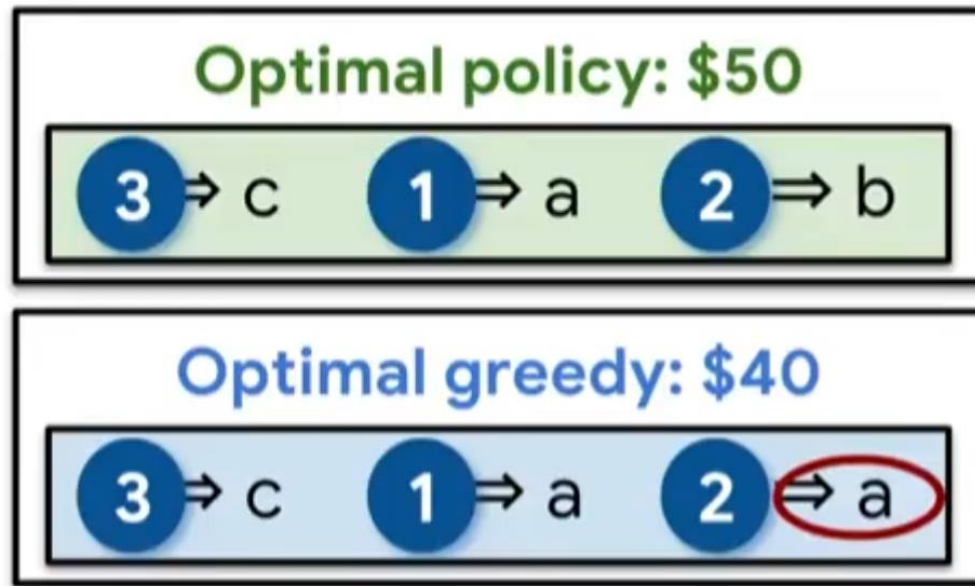 Optimal policy: $50
3 ⇒ c 1 ⇒ a 2 ⇒ b
Optimal greedy: $40
3 ⇒ c 1 ⇒ a 2 ⇒ a